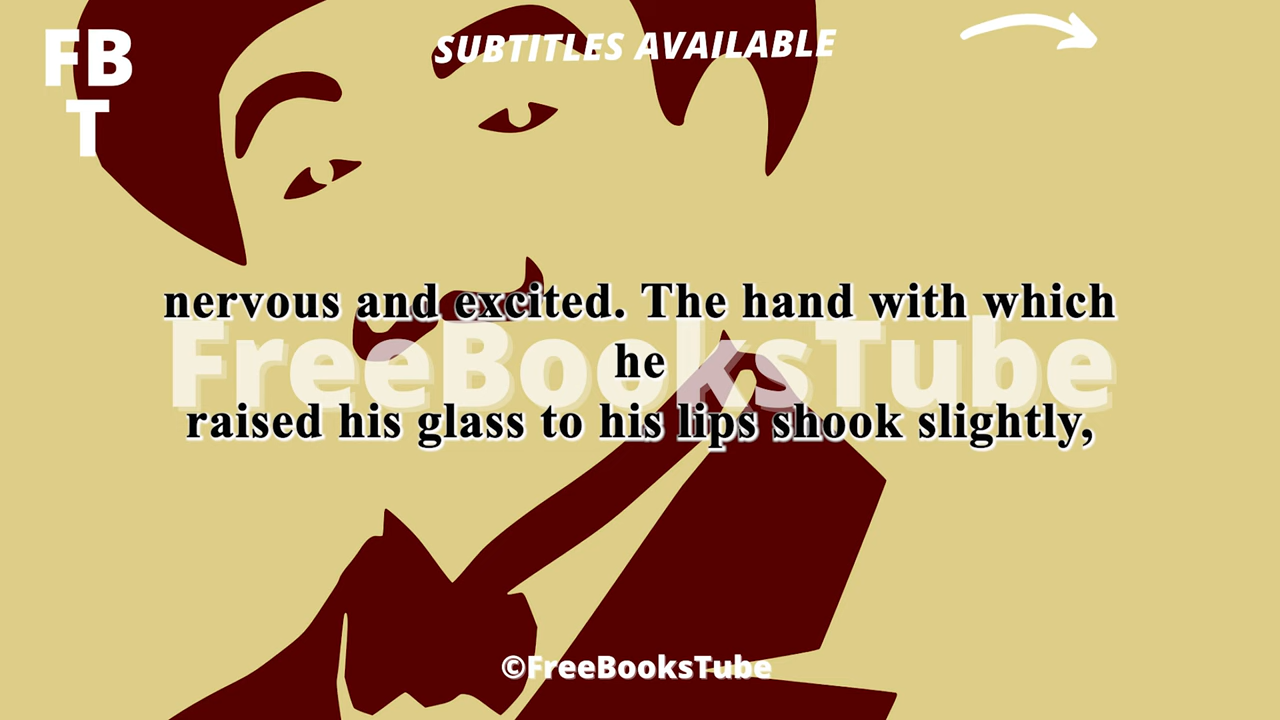 FB
T
SUBTITLES AVAILABLE
nervous and excited. The hand with which
he
raised his glass to his lips shook slightly,
FreeBooksTube
©FreeBooksTube